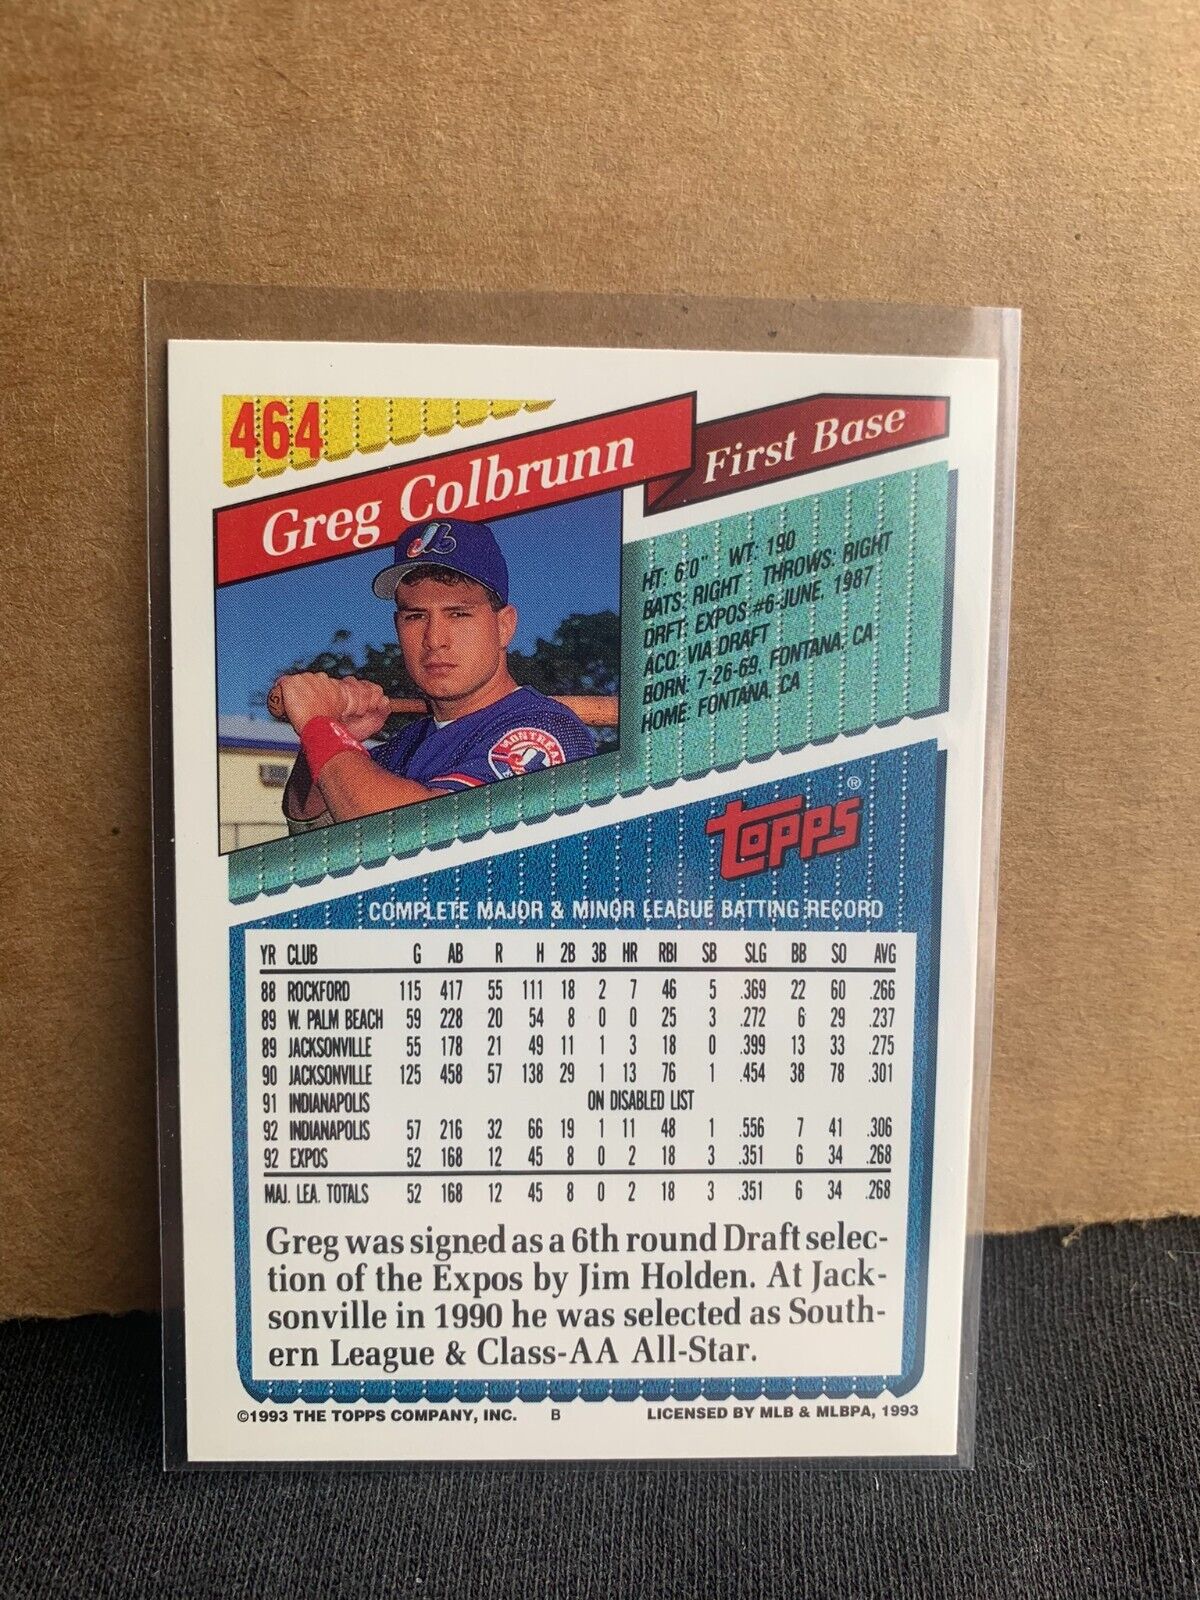 464
Greg Colbrunn
First Base
HT: 6'0" WT: 190
BATS: RIGHT THROWS: RIGHT
DRFT: EXPOS #6-JUNE, 1987
ACQ: VIA DRAFT
BORN: 7-26-69, FONTANA, CA
HOME: FONTANA, CA
MONTRÉAL
TOPPS ®
COMPLETE MAJOR & MINOR LEAGUE BATTING RECORD
YR CLUB G AB R H 2B 3B HR RBI SB SLG BB SO AVG
88 ROCKFORD 115 417 55 111 18 2 7 46 5 .369 22 60 .266
89 W. PALM BEACH 59 228 20 54 8 0 0 25 3 .272 6 29 .237
89 JACKSONVILLE 55 178 21 49 11 1 3 18 0 .399 13 33 .275
90 JACKSONVILLE 125 458 57 138 29 1 13 76 1 .454 38 78 .301
91 INDIANAPOLIS ON DISABLED LIST
92 INDIANAPOLIS 57 216 32 66 19 1 11 48 1 .556 7 41 .306
92 EXPOS 52 168 12 45 8 0 2 18 3 .351 6 34 .268
MAJ. LEA. TOTALS 52 168 12 45 8 0 2 18 3 .351 6 34 .268
Greg was signed as a 6th round Draft selec-
tion of the Expos by Jim Holden. At Jack-
sonville in 1990 he was selected as South-
ern League & Class-AA All-Star.
©1993 THE TOPPS COMPANY, INC. B LICENSED BY MLB & MLBPA, 1993